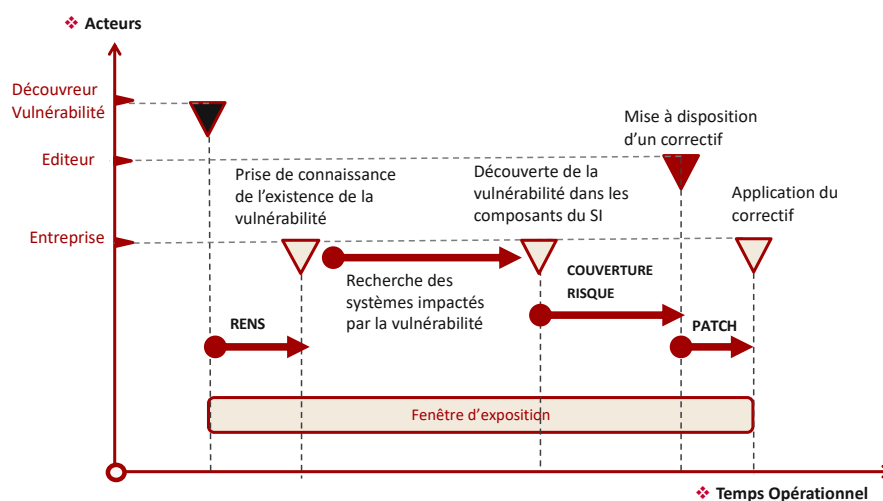 ❖ Acteurs
Découvreur
Vulnérabilité
Mise à disposition
d'un correctif
Editeur
Prise de connaissance
de l'existence de la
vulnérabilité
Découverte de la
vulnérabilité dans les
composants du SI
Application du
correctif
Entreprise
Recherche des
systèmes impactés
par la vulnérabilité
COUVERTURE
RISQUE
RENS
PATCH
Fenêtre d'exposition
❖ Temps Opérationnel